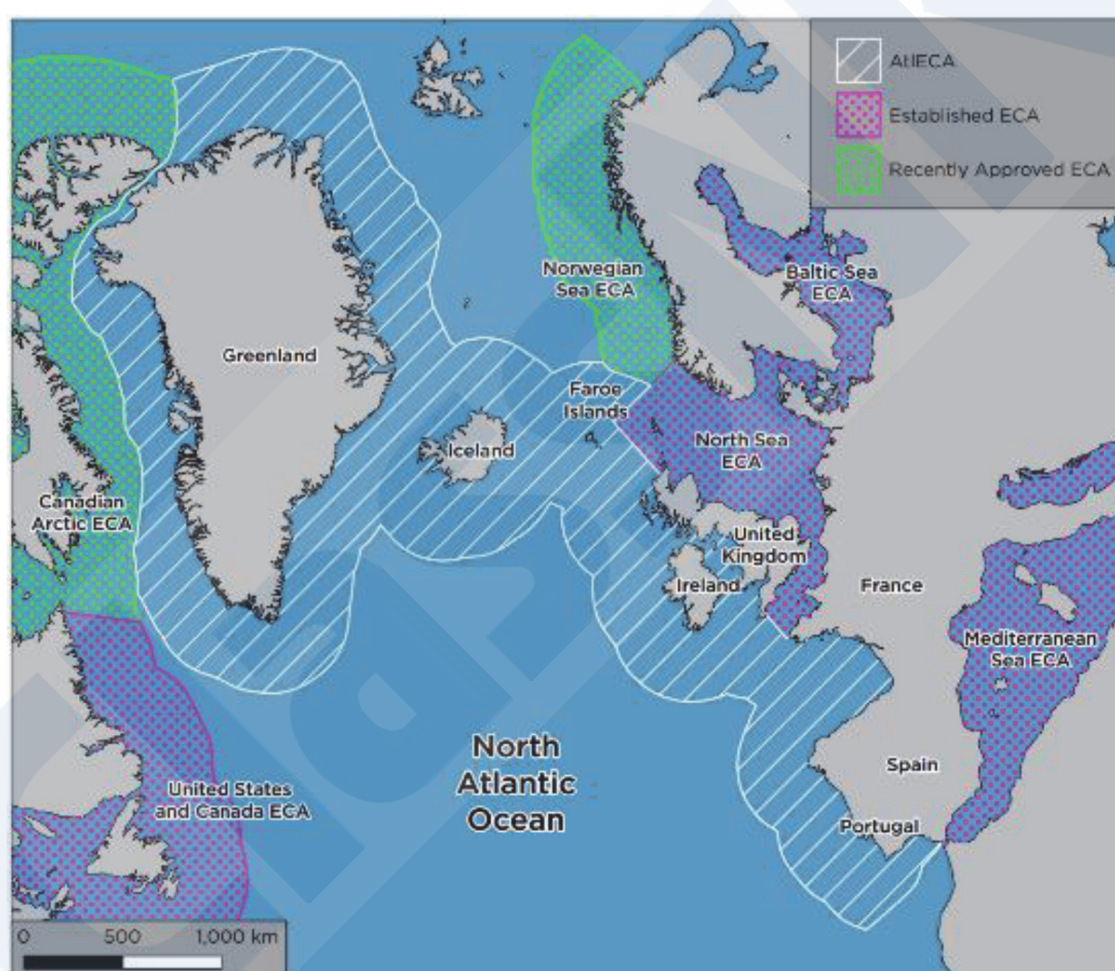 AtlECA
Established ECA
Recently Approved ECA
Norwegian
Sea ECA
Baltic Sea
ECA
Greenland
Faroe
Islands
Iceland
North Sea
ECA
Canadian
Arctic ECA
United
Kingdom
Ireland
France
Mediterranean
Sea ECA
North
Atlantic
Ocean
Spain
United States
and Canada ECA
Portugal
0 500 1,000 km